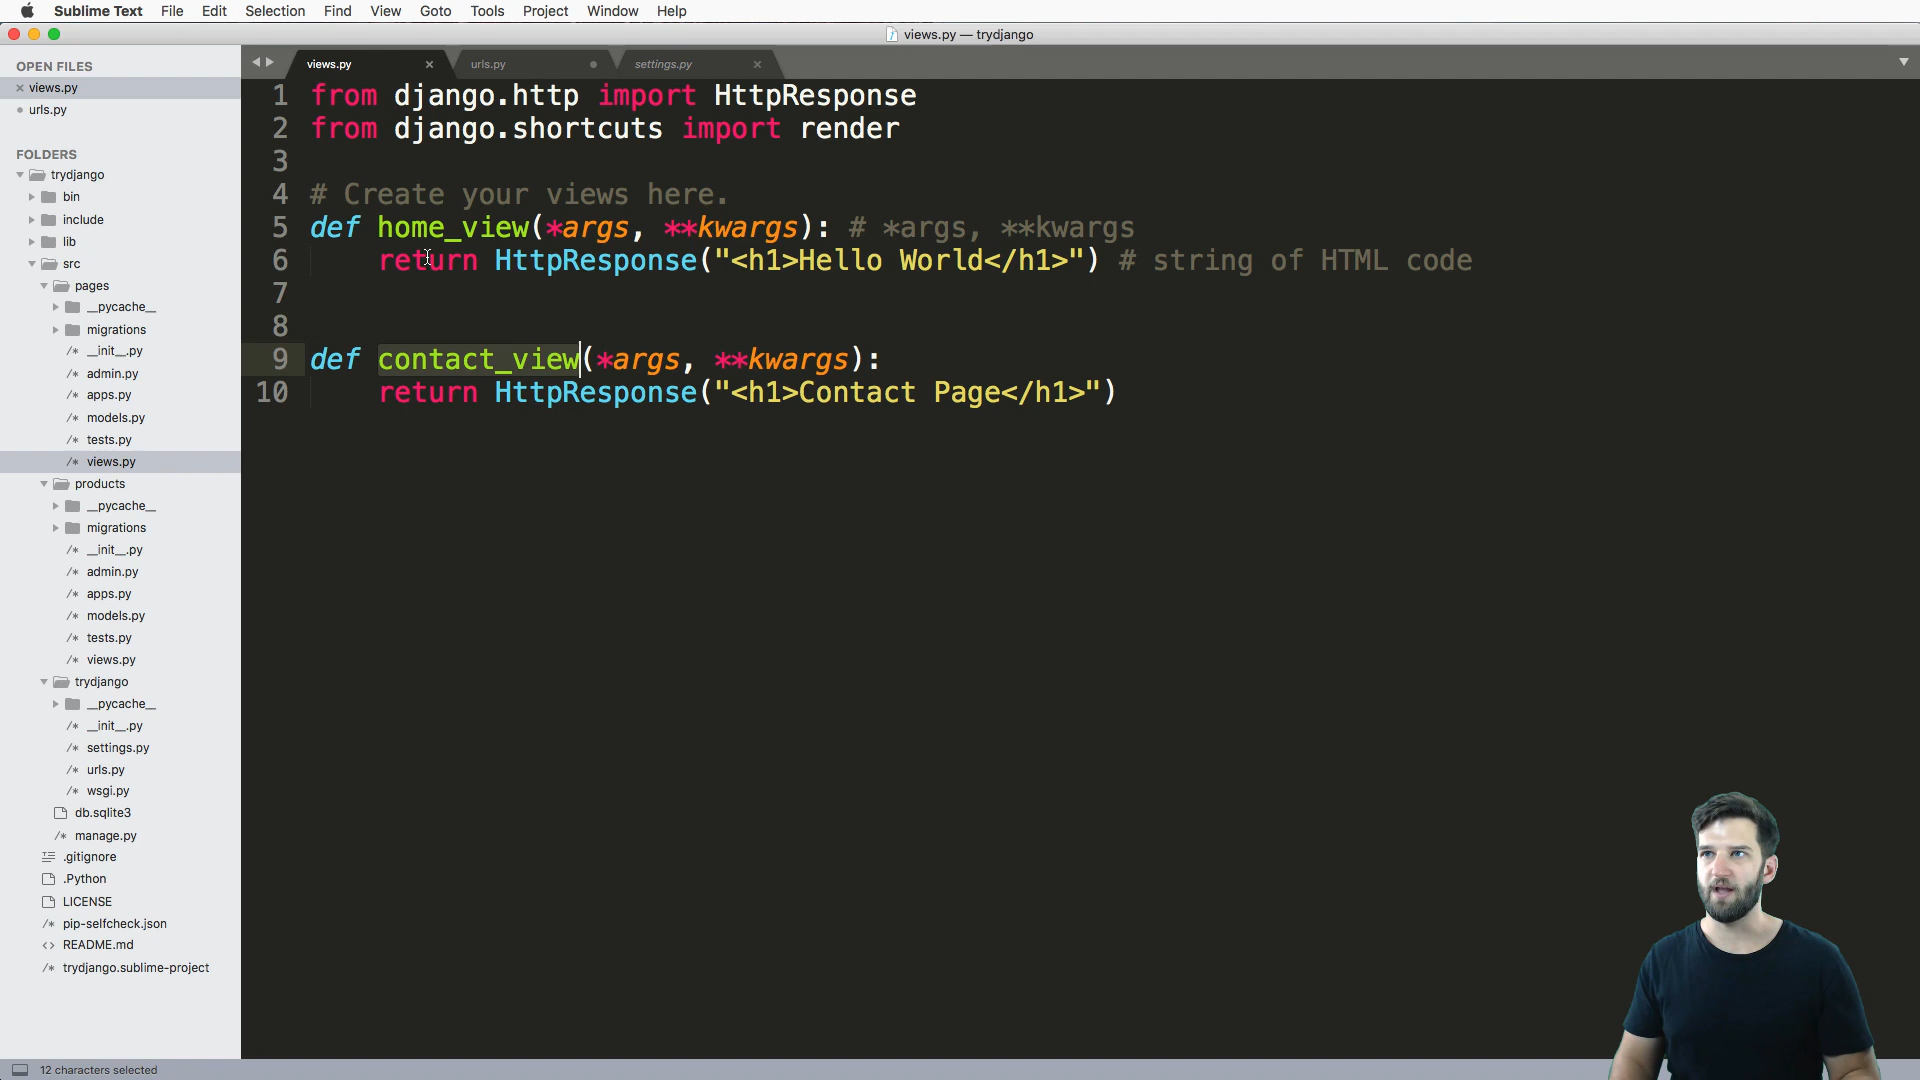 Sublime Text File Edit Selection Find View Goto Tools Project Window Help
views.py — trydjango
OPEN FILES
views.py
urls.py
FOLDERS
trydjango
bin
include
lib
src
pages
__pycache__
migrations
__init__.py
admin.py
apps.py
models.py
tests.py
views.py
products
__pycache__
migrations
__init__.py
admin.py
apps.py
models.py
tests.py
views.py
trydjango
__pycache__
__init__.py
settings.py
urls.py
wsgi.py
db.sqlite3
manage.py
.gitignore
.Python
LICENSE
pip-selfcheck.json
README.md
trydjango.sublime-project
views.py urls.py settings.py
1 from django.http import HttpResponse
2 from django.shortcuts import render
3
4 # Create your views here.
5 def home_view(*args, **kwargs): # *args, **kwargs
6 return HttpResponse("<h1>Hello World</h1>") # string of HTML code
7
8
9 def contact_view(*args, **kwargs):
10 return HttpResponse("<h1>Contact Page</h1>")
12 characters selected